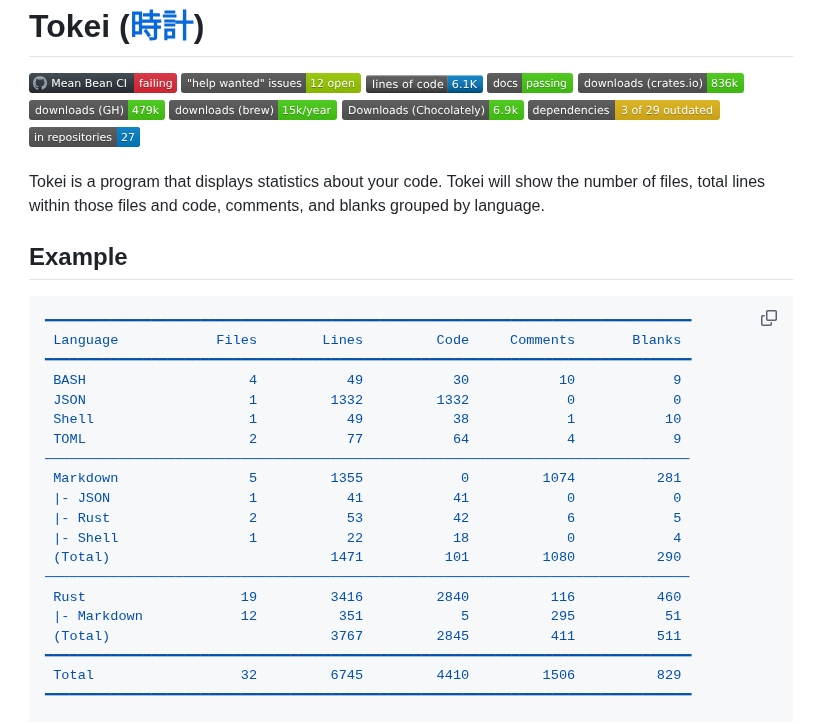 Tokei (時計)
Mean Bean CI failing "help wanted" issues 12 open lines of code 6.1K docs passing downloads (crates.io) 836k
downloads (GH) 479k downloads (brew) 15k/year Downloads (Chocolately) 6.9k dependencies 3 of 29 outdated
in repositories 27
Tokei is a program that displays statistics about your code. Tokei will show the number of files, total lines
within those files and code, comments, and blanks grouped by language.
Example
Language Files Lines Code Comments Blanks
BASH 4 49 30 10 9
JSON 1 1332 1332 0 0
Shell 1 49 38 1 10
TOML 2 77 64 4 9
Markdown 5 1355 0 1074 281
|- JSON 1 41 41 0 0
|- Rust 2 53 42 6 5
|- Shell 1 22 18 0 4
(Total) 1471 101 1080 290
Rust 19 3416 2840 116 460
|- Markdown 12 351 5 295 51
(Total) 3767 2845 411 511
Total 32 6745 4410 1506 829